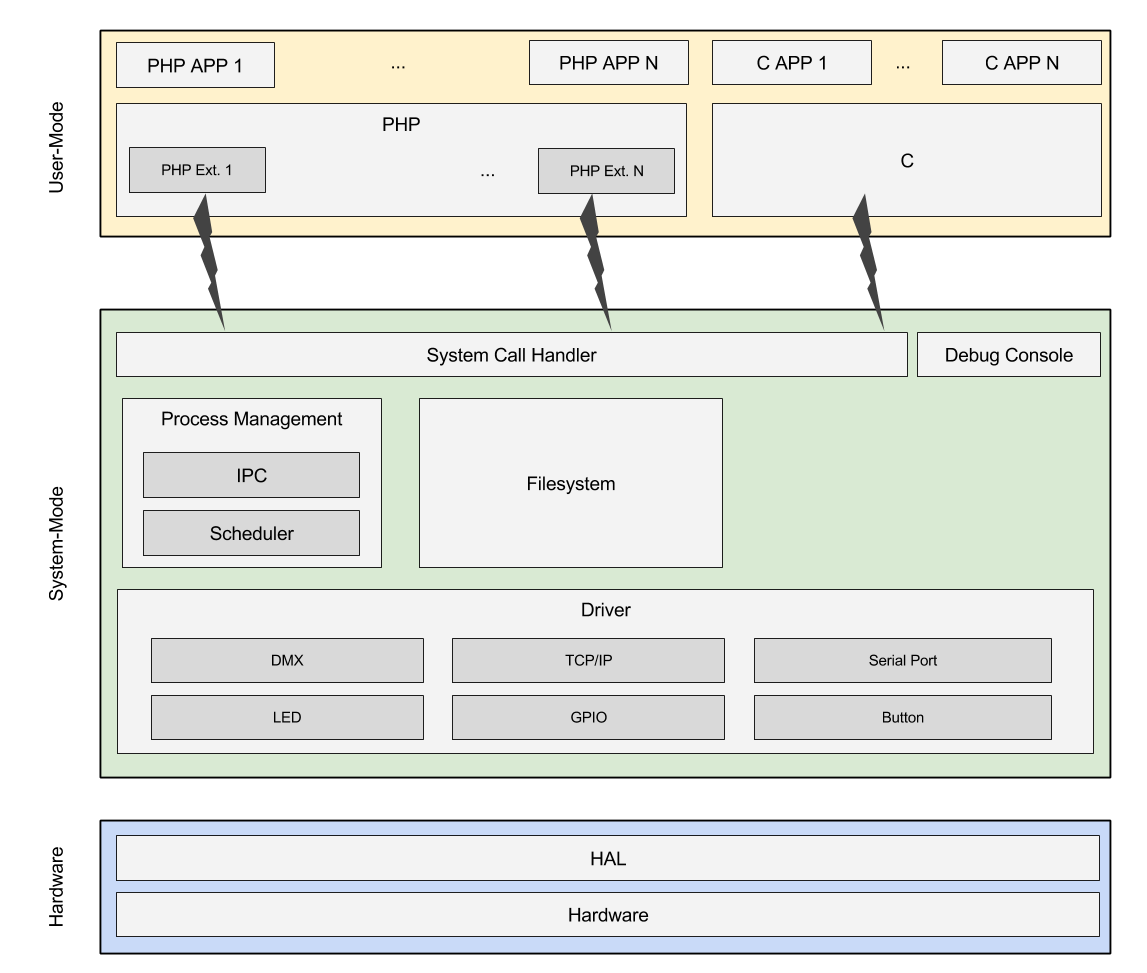 User-Mode
PHP APP 1
...
PHP APP N
C APP 1
...
C APP N
PHP
PHP Ext. 1
...
PHP Ext. N
C
System-Mode
System Call Handler
Debug Console
Process Management
IPC
Scheduler
Filesystem
Driver
DMX
TCP/IP
Serial Port
LED
GPIO
Button
Hardware
HAL
Hardware